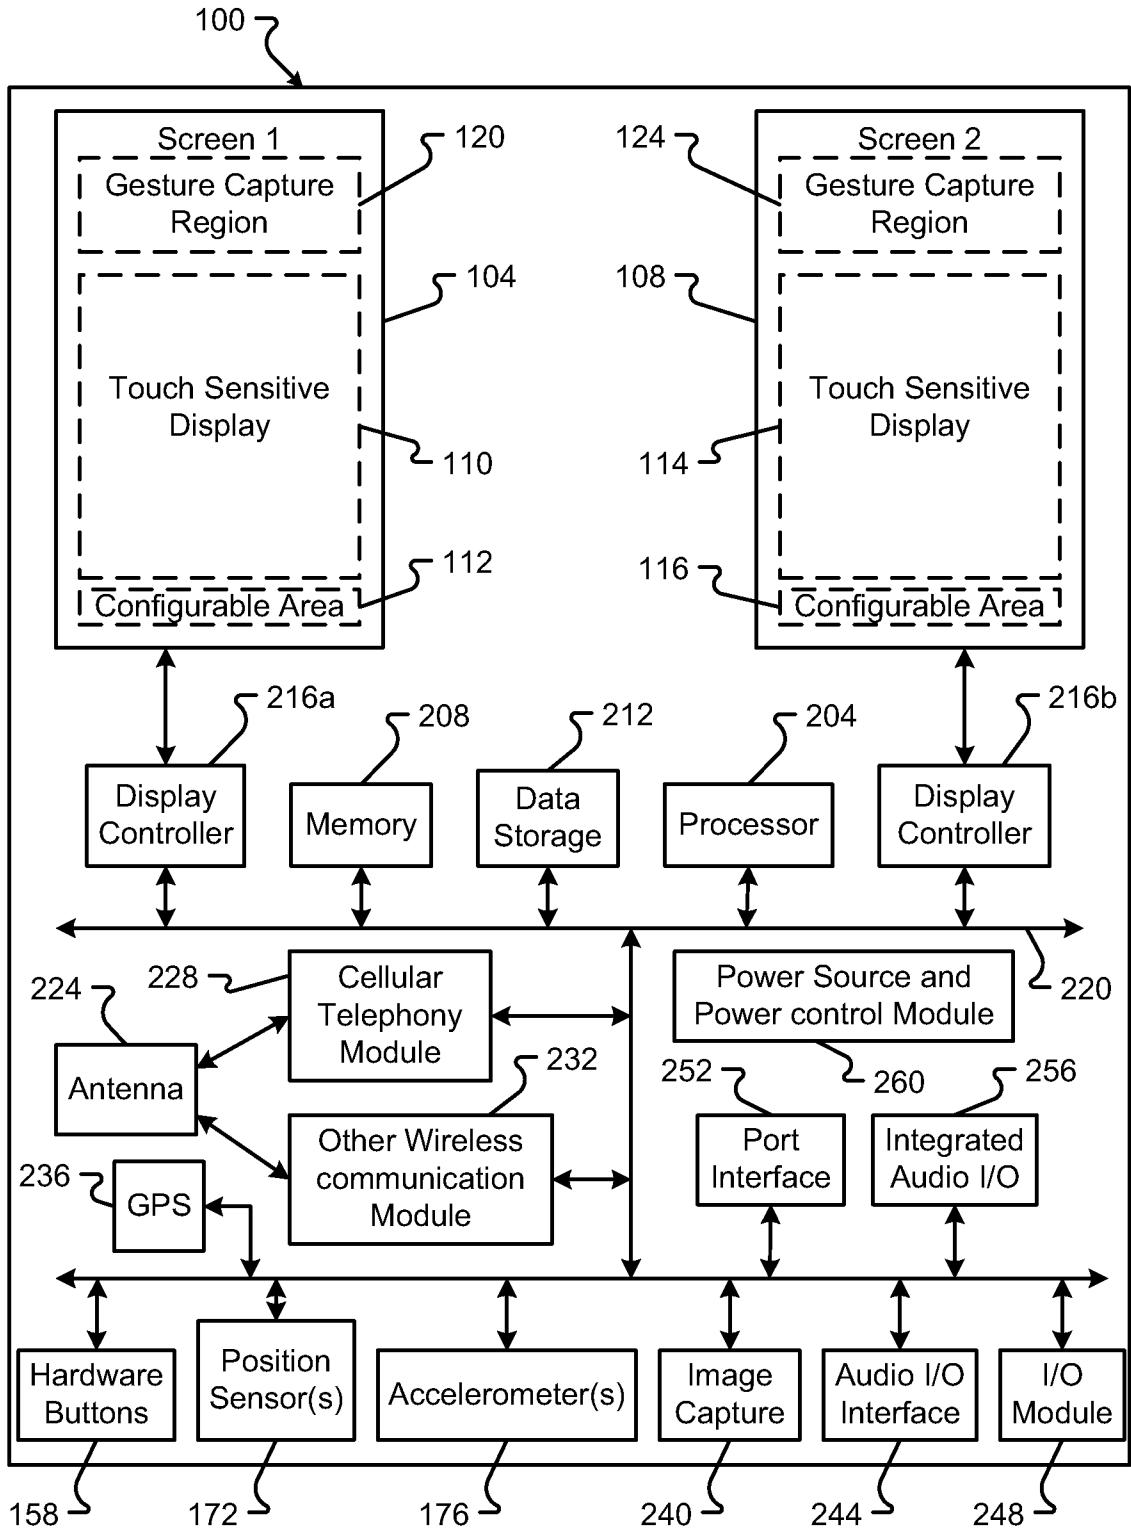 100
Screen 1
120
Gesture Capture
Region
104
Touch Sensitive
Display
110
112
Configurable Area
Screen 2
124
Gesture Capture
Region
108
Touch Sensitive
Display
114
116
Configurable Area
216a
208
212
204
216b
Display
Controller
Memory
Data
Storage
Processor
Display
Controller
220
228
Cellular
Telephony
Module
Power Source and
Power control Module
260
224
Antenna
232
Other Wireless
communication
Module
252
Port
Interface
256
Integrated
Audio I/O
236
GPS
Hardware
Buttons
Position
Sensor(s)
Accelerometer(s)
Image
Capture
Audio I/O
Interface
I/O
Module
158
172
176
240
244
248